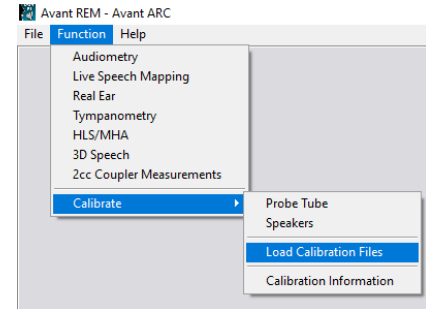 Avant REM - Avant ARC
File Function Help
Audiometry
Live Speech Mapping
Real Ear
Tympanometry
HLS/MHA
3D Speech
2cc Coupler Measurements
Calibrate
Probe Tube
Speakers
Load Calibration Files
Calibration Information